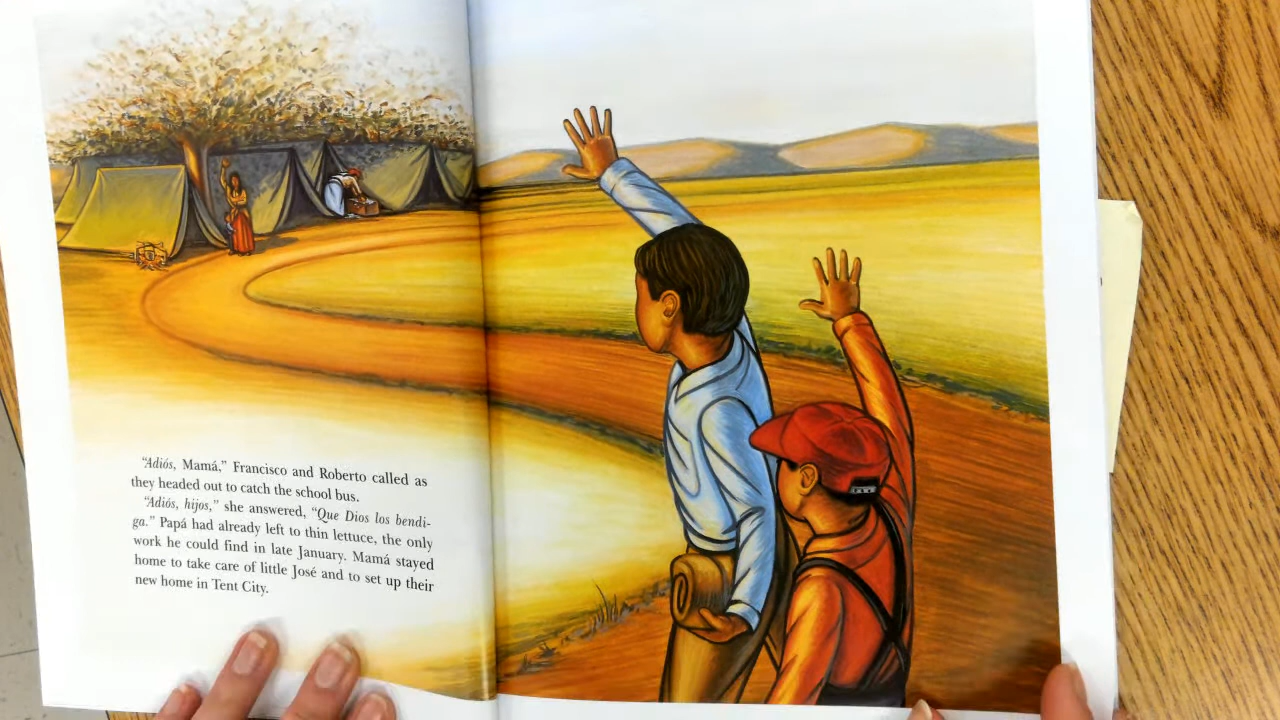 “Adiós, Mamá,” Francisco and Roberto called as
they headed out to catch the school bus.
“Adiós, hijos,” she answered, “Que Dios los bendi-
ga.” Papá had already left to thin lettuce, the only
work he could find in late January. Mamá stayed
home to take care of little José and to set up their
new home in Tent City.